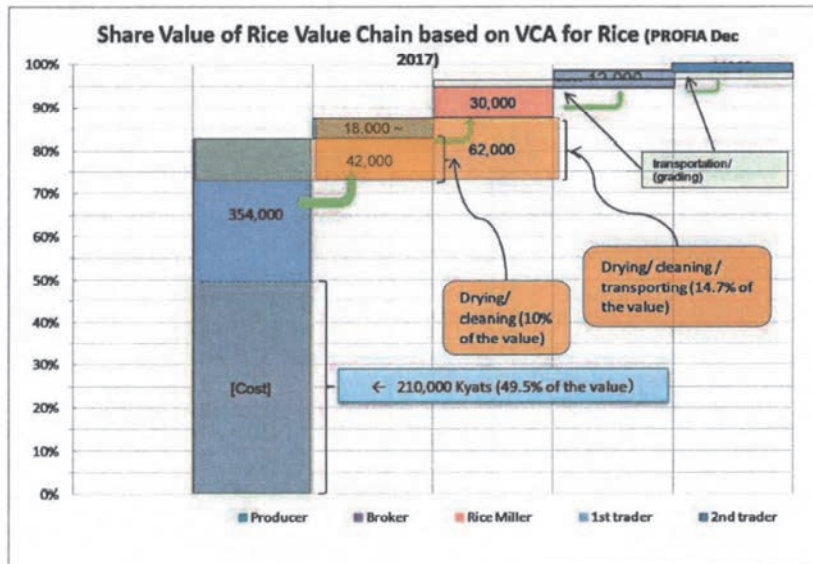 Share Value of Rice Value Chain based on VCA for Rice (PROFIA Dec
2017)
100%
90%
80%
70%
60%
50%
40%
30%
20%
10%
0%
12,000
30,000
18,000 ~
42,000
62,000
354,000
transportation/
(grading)
Drying/ cleaning /
transporting (14.7% of
the value)
Drying/
cleaning (10%
of the value)
[Cost]
← 210,000 Kyats (49.5% of the value)
Producer
Broker
Rice Miller
1st trader
2nd trader